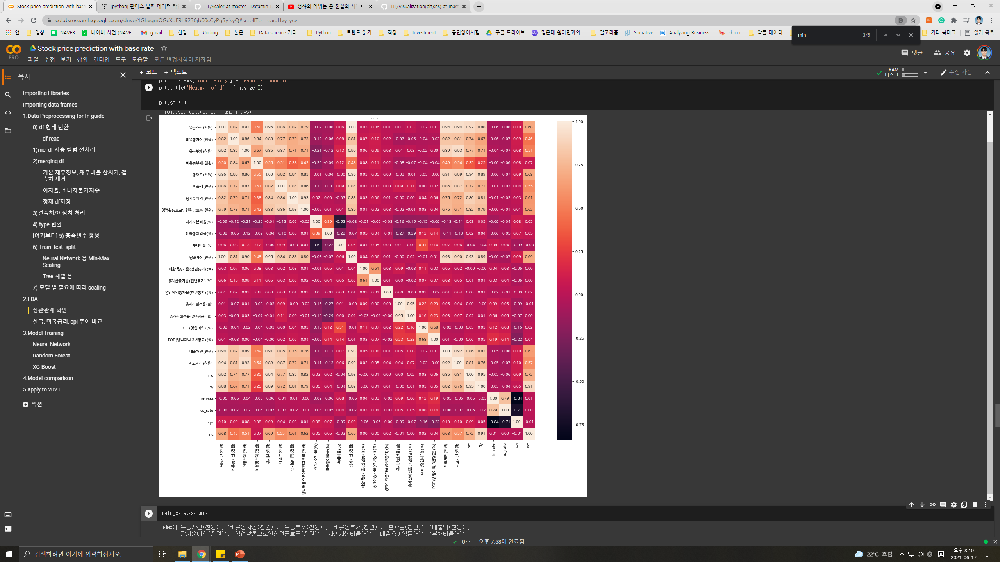 Stock price prediction with base
[python] 판다스 날짜 데이터 타입
TIL/Scaler at master · Datamin-D
청하의 데뷔는 곧 전설의 시
TIL/Visualization(plt,sns) at mast
colab.research.google.com/drive/1GhvgmOGcXqF9h9230jb00cCyPq5yfsyQ#scrollTo=reaiuHvy_ycv
앱 영상 NAVER 네이버 사전 (NAVE... gmail 한양 Coding 논문 Data science 커리... Python 트렌드 읽기 직장 Investment 공인영어시험 구글 드라이브 명문대 원어민과의... 알고리즘 Socrative Analyzing Business... sk cnc 악플 데이터 기타 북마크 읽기 목록
min 3/6
PRO
Stock price prediction with base rate
파일 수정 보기 삽입 런타임 도구 도움말 모든 변경사항이 저장됨
댓글 공유
목차
+ 코드 + 텍스트
RAM
디스크
수정 가능
Importing Libraries
Importing data frames
1.Data Preprocessing for fn guide
0) df 형태 변환
df read
1)mc_df 시총 컬럼 전처리
2)merging df
기본 재무정보, 재무비율 합치기, 결
측치 제거
이자율, 소비자물가지수
정제 df저장
3)결측치/이상치 처리
4) type 변환
[여기부터] 5) 종속변수 생성
6) Train_test_split
Neural Network 용 Min-Max
Scaling
Tree 계열 용
7) 모델 별 필요에 따라 scaling
2.EDA
상관관계 확인
한국, 미국금리, cpi 추이 비교
3.Model Training
Neural Network
Random Forest
XG-Boost
4.Model comparison
5.apply to 2021
섹션
plt.rcParams['font.family'] = 'NanumBarunGothic'
plt.title('Heatmap of df', fontsize=3)
plt.show()
font.set_text(s, 0, flags=flags)
Heatmap of df
유동자산(천원) 1.00 0.82 0.92 0.50 0.96 0.86 0.82 0.79 −0.09 −0.08 0.06 1.00 0.03 0.06 0.01 0.01 0.03 −0.02 0.01 0.94 0.94 0.92 0.88 −0.06 −0.08 0.10 0.68
비유동자산(천원) 0.82 1.00 0.86 0.84 0.88 0.77 0.70 0.73 −0.12 −0.06 0.08 0.81 0.07 0.10 0.02 −0.07 −0.05 −0.04 −0.03 0.82 0.81 0.74 0.67 −0.06 −0.07 0.09 0.46
유동부채(천원) 0.92 0.86 1.00 0.67 0.86 0.87 0.71 0.71 −0.21 −0.12 0.13 0.90 0.06 0.09 0.03 0.01 0.03 −0.02 0.00 0.89 0.93 0.77 0.71 −0.04 −0.07 0.08 0.51
비유동부채(천원) 0.50 0.84 0.67 1.00 0.55 0.51 0.38 0.42 −0.20 −0.09 0.12 0.48 0.08 0.11 0.02 −0.08 −0.07 −0.04 −0.04 0.49 0.54 0.35 0.25 −0.06 −0.06 0.08 0.07
총자본(천원) 0.96 0.88 0.86 0.55 1.00 0.82 0.84 0.83 −0.01 −0.04 −0.00 0.96 0.03 0.05 0.00 −0.03 −0.01 −0.03 −0.00 0.91 0.89 0.94 0.89 −0.06 −0.07 0.09 0.69
매출액(천원) 0.86 0.77 0.87 0.51 0.82 1.00 0.84 0.86 −0.13 −0.10 0.09 0.84 0.02 0.03 0.03 0.09 0.11 0.00 0.02 0.85 0.87 0.77 0.72 −0.01 −0.03 0.04 0.55
당기순이익(천원) 0.82 0.70 0.71 0.38 0.84 0.84 1.00 0.93 0.02 0.00 −0.03 0.83 0.03 0.06 0.01 −0.00 0.00 0.04 0.06 0.76 0.72 0.86 0.81 −0.01 −0.02 0.03 0.61
영업활동으로인한현금흐름(천원) 0.79 0.73 0.71 0.42 0.83 0.86 0.93 1.00 −0.02 0.01 0.01 0.80 0.01 0.02 0.03 −0.02 −0.01 0.03 0.04 0.76 0.71 0.82 0.79 −0.00 −0.01 0.01 0.62
자기자본비율(%) −0.09 −0.12 −0.21 −0.20 −0.01 −0.13 0.02 −0.02 1.00 0.39 −0.63 −0.08 −0.01 −0.00 −0.03 −0.16 −0.15 −0.15 −0.09 −0.13 −0.11 0.03 0.05 −0.09 −0.04 0.08 0.05
매출총이익률(%) −0.08 −0.06 −0.12 −0.09 −0.04 −0.10 0.00 0.01 0.39 1.00 −0.22 −0.07 0.05 0.04 −0.01 −0.27 −0.29 0.12 0.14 −0.11 −0.13 0.02 0.04 −0.06 −0.05 0.07 0.05
부채비율(%) 0.06 0.08 0.13 0.12 −0.00 0.09 −0.03 0.01 −0.63 −0.22 1.00 0.06 0.01 0.05 0.03 0.01 0.00 0.31 0.14 0.07 0.06 −0.04 −0.04 0.08 0.04 −0.09 −0.03
당좌자산(천원) 1.00 0.81 0.90 0.48 0.96 0.84 0.83 0.80 −0.08 −0.07 0.06 1.00 0.04 0.06 0.01 −0.00 0.02 −0.01 0.01 0.93 0.90 0.93 0.89 −0.06 −0.07 0.09 0.69
매출액증가율(전년동기)(%) 0.03 0.07 0.06 0.08 0.03 0.02 0.03 0.01 −0.01 0.05 0.01 0.04 1.00 0.61 0.03 0.09 −0.03 0.11 0.03 0.05 0.02 −0.00 −0.00 0.04 0.03 −0.06 0.00
총자산증가율(전년동기)(%) 0.06 0.10 0.09 0.11 0.05 0.03 0.06 0.02 −0.00 0.04 0.05 0.06 0.61 1.00 0.01 0.00 −0.02 0.07 0.07 0.08 0.05 0.01 0.01 0.03 0.04 −0.06 0.00
영업이익증가율(전년동기)(%) 0.01 0.02 0.03 0.02 0.00 0.03 0.01 0.03 −0.03 −0.01 0.03 0.01 0.03 0.01 1.00 0.00 −0.00 0.02 −0.02 0.01 0.04 0.00 0.01 −0.02 −0.01 −0.00 0.02
총자산회전율(회) 0.01 −0.07 0.01 −0.08 −0.03 0.09 −0.00 −0.02 −0.16 −0.27 0.01 −0.00 0.09 0.00 0.00 1.00 0.95 0.22 0.23 0.05 0.04 0.00 −0.00 0.09 0.05 −0.09 −0.01
총자산회전율(3년평균)(회) 0.03 −0.05 0.03 −0.07 −0.01 0.11 0.00 −0.01 −0.15 −0.29 0.00 0.02 −0.03 −0.02 −0.00 0.95 1.00 0.16 0.23 0.08 0.07 0.02 0.01 0.06 0.05 −0.07 0.00
ROE(영업이익)(%) −0.02 −0.04 −0.02 −0.04 −0.03 0.00 0.04 0.03 −0.15 0.12 0.31 −0.01 0.11 0.07 0.02 0.22 0.16 1.00 0.68 −0.02 −0.03 0.03 0.03 0.12 0.08 −0.16 0.02
ROE(영업이익,3년평균)(%) 0.01 −0.03 0.00 −0.04 −0.00 0.02 0.06 0.04 −0.09 0.14 0.14 0.01 0.03 0.07 −0.02 0.23 0.23 0.68 1.00 0.01 −0.00 0.06 0.05 0.19 0.14 −0.22 0.04
매출채권(천원) 0.94 0.82 0.89 0.49 0.91 0.85 0.76 0.76 −0.13 −0.11 0.07 0.93 0.05 0.08 0.01 0.05 0.08 −0.02 0.01 1.00 0.92 0.86 0.82 −0.05 −0.08 0.10 0.63
재고자산(천원) 0.94 0.81 0.93 0.54 0.89 0.87 0.72 0.71 −0.11 −0.13 0.06 0.90 0.02 0.05 0.04 0.04 0.07 −0.03 −0.00 0.92 1.00 0.81 0.76 −0.05 −0.07 0.10 0.57
mc 0.92 0.74 0.77 0.35 0.94 0.77 0.86 0.82 0.03 0.02 −0.04 0.93 −0.00 0.01 0.00 0.00 0.02 0.03 0.06 0.86 0.81 1.00 0.95 −0.05 −0.06 0.09 0.72
5y 0.88 0.67 0.71 0.25 0.89 0.72 0.81 0.79 0.05 0.04 −0.04 0.89 −0.00 0.01 0.01 −0.00 0.01 0.03 0.05 0.82 0.76 0.95 1.00 −0.03 −0.04 0.05 0.91
kr_rate −0.06 −0.06 −0.04 −0.06 −0.06 −0.01 −0.01 −0.00 −0.09 −0.06 0.08 −0.06 0.04 0.03 −0.02 0.09 0.06 0.12 0.19 −0.05 −0.05 −0.05 −0.03 1.00 0.79 −0.84 0.01
us_rate −0.08 −0.07 −0.07 −0.06 −0.07 −0.03 −0.02 −0.01 −0.04 −0.05 0.04 −0.07 0.03 0.04 −0.01 0.05 0.05 0.08 0.14 −0.08 −0.07 −0.06 −0.04 0.79 1.00 −0.71 0.00
cpi 0.10 0.09 0.08 0.08 0.09 0.04 0.03 0.01 0.08 0.07 −0.09 0.09 −0.06 −0.06 −0.00 −0.09 −0.07 −0.16 −0.22 0.10 0.10 0.09 0.05 −0.84 −0.71 1.00 −0.01
inc 0.68 0.46 0.51 0.07 0.69 0.55 0.61 0.62 0.05 0.05 −0.03 0.69 0.00 0.00 0.02 −0.01 0.00 0.02 0.04 0.63 0.57 0.72 0.91 0.01 0.00 −0.01 1.00
유동자산(천원) 비유동자산(천원) 유동부채(천원) 비유동부채(천원) 총자본(천원) 매출액(천원) 당기순이익(천원) 영업활동으로인한현금흐름(천원) 자기자본비율(%) 매출총이익률(%) 부채비율(%) 당좌자산(천원) 매출액증가율(전년동기)(%) 총자산증가율(전년동기)(%) 영업이익증가율(전년동기)(%) 총자산회전율(회) 총자산회전율(3년평균)(회) ROE(영업이익)(%) ROE(영업이익,3년평균)(%) 매출채권(천원) 재고자산(천원) mc 5y kr_rate us_rate cpi inc
1.00
0.75
0.50
0.25
0.00
0.25
0.50
0.75
train_data.columns
Index(['유동자산(천원)', '비유동자산(천원)', '유동부채(천원)', '비유동부채(천원)', '총자본(천원)', '매출액(천원)',
'당기순이익(천원)', '영업활동으로인한현금흐름(천원)', '자기자본비율(%)', '매출총이익률(%)', '부채비율(%)',
0초 오후 7:58에 완료됨
검색하려면 여기에 입력하십시오.
22°C 흐림
한
오후 8:10
2021-06-17